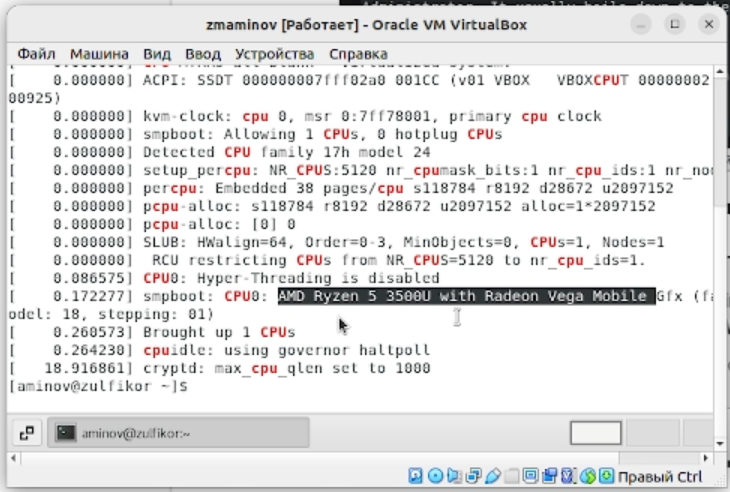 Administrator. It usually boils down to the
zmaminov [Работает] - Oracle VM VirtualBox
Файл Машина Вид Ввод Устройства Справка
[    0.000000] ACPI: SSDT 000000007fff02a0 001CC (v01 VBOX   VBOXCPUT 00000002
00925)
[    0.000000] kvm-clock: cpu 0, msr 0:7ff78001, primary cpu clock
[    0.000000] smpboot: Allowing 1 CPUs, 0 hotplug CPUs
[    0.000000] Detected CPU family 17h model 24
[    0.000000] setup_percpu: NR_CPUS:5120 nr_cpumask_bits:1 nr_cpu_ids:1 nr_no
[    0.000000] percpu: Embedded 38 pages/cpu s118784 r8192 d28672 u2097152
[    0.000000] pcpu-alloc: s118784 r8192 d28672 u2097152 alloc=1*2097152
[    0.000000] pcpu-alloc: [0] 0
[    0.000000] SLUB: HWalign=64, Order=0-3, MinObjects=0, CPUs=1, Nodes=1
[    0.000000]  RCU restricting CPUs from NR_CPUS=5120 to nr_cpu_ids=1.
[    0.086575] CPU0: Hyper-Threading is disabled
[    0.172277] smpboot: CPU0: AMD Ryzen 5 3500U with Radeon Vega Mobile Gfx (fa
odel: 18, stepping: 01)
[    0.260573] Brought up 1 CPUs
[    0.264230] cpuidle: using governor haltpoll
[   18.916861] cryptd: max_cpu_qlen set to 1000
[aminov@zulfikor ~]$
aminov@zulfikor:~
Правый Ctrl